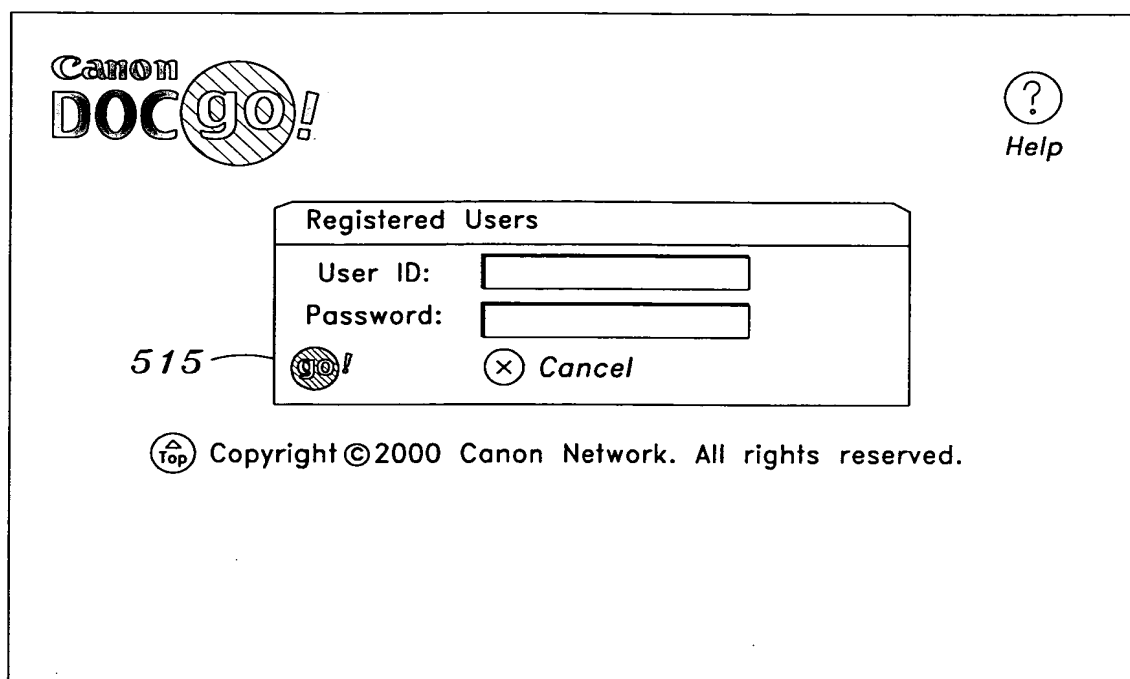 Canon
DOC go!
?
Help
Registered Users
User ID:
Password:
515
go!
Cancel
Top Copyright ©2000 Canon Network. All rights reserved.